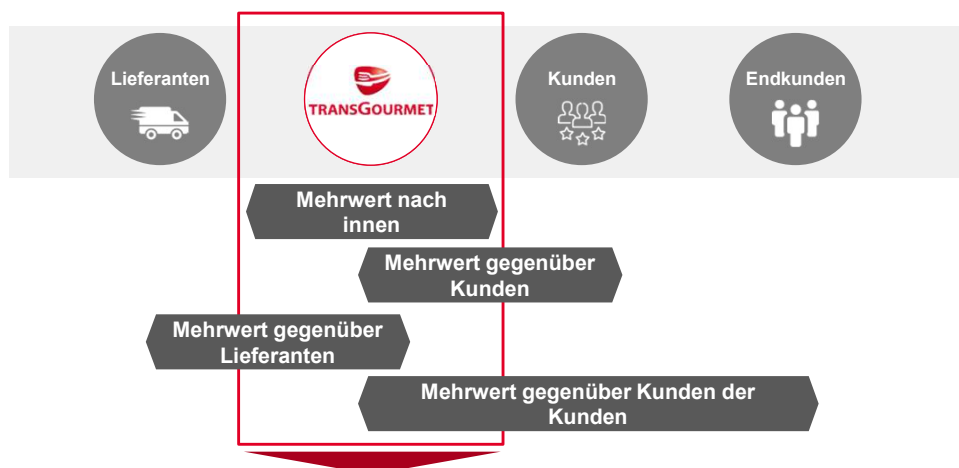 Lieferanten
TRANSGOURMET
Kunden
Endkunden
Mehrwert nach
innen
Mehrwert gegenüber
Kunden
Mehrwert gegenüber
Lieferanten
Mehrwert gegenüber Kunden der
Kunden